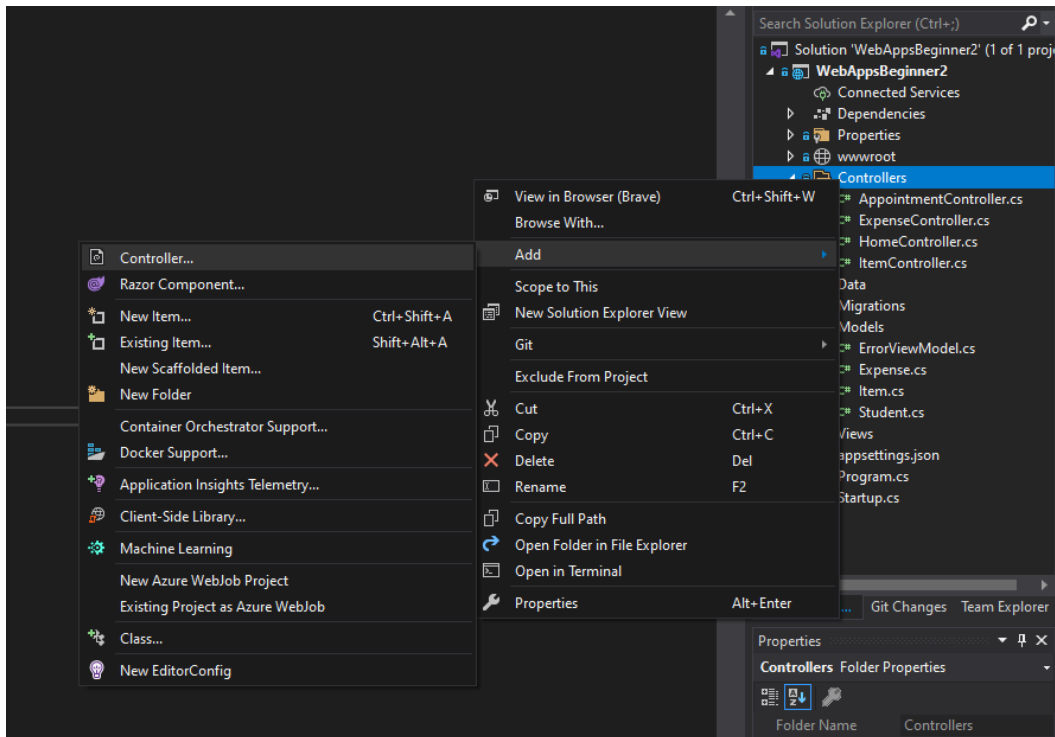 Search Solution Explorer (Ctrl+;)
Solution 'WebAppsBeginner2' (1 of 1 proje
WebAppsBeginner2
Connected Services
Dependencies
Properties
wwwroot
Controllers
AppointmentController.cs
ExpenseController.cs
HomeController.cs
ItemController.cs
Data
Migrations
Models
ErrorViewModel.cs
Expense.cs
Item.cs
Student.cs
Views
appsettings.json
Program.cs
Startup.cs
View in Browser (Brave) Ctrl+Shift+W
Browse With...
Add
Scope to This
New Solution Explorer View
Git
Exclude From Project
Cut Ctrl+X
Copy Ctrl+C
Delete Del
Rename F2
Copy Full Path
Open Folder in File Explorer
Open in Terminal
Properties Alt+Enter
Controller...
Razor Component...
New Item... Ctrl+Shift+A
Existing Item... Shift+Alt+A
New Scaffolded Item...
New Folder
Container Orchestrator Support...
Docker Support...
Application Insights Telemetry...
Client-Side Library...
Machine Learning
New Azure WebJob Project
Existing Project as Azure WebJob
Class...
New EditorConfig
... Git Changes Team Explorer
Properties
Controllers Folder Properties
Folder Name Controllers